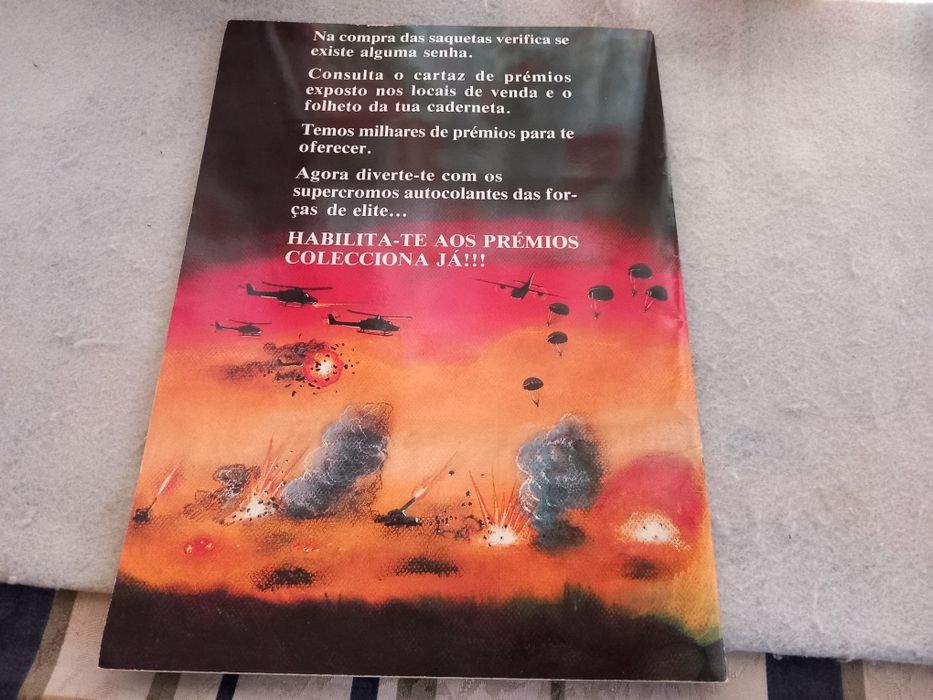 Na compra das saquetas verifica se
existe alguma senha.
Consulta o cartaz de prémios
exposto nos locais de venda e o
folheto da tua caderneta.
Temos milhares de prémios para te
oferecer.
Agora diverte-te com os
supercromos autocolantes das for-
ças de elite...
HABILITA-TE AOS PRÉMIOS
COLECCIONA JÁ!!!